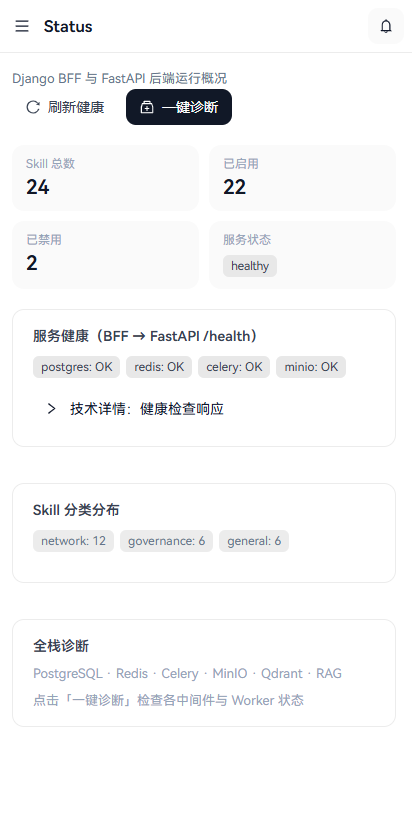 Status
Django BFF 与 FastAPI 后端运行概况
刷新健康
一键诊断
Skill 总数
24
已启用
22
已禁用
2
服务状态
healthy
服务健康（BFF → FastAPI /health）
postgres: OK
redis: OK
celery: OK
minio: OK
技术详情：健康检查响应
Skill 分类分布
network: 12
governance: 6
general: 6
全栈诊断
PostgreSQL · Redis · Celery · MinIO · Qdrant · RAG
点击「一键诊断」检查各中间件与 Worker 状态